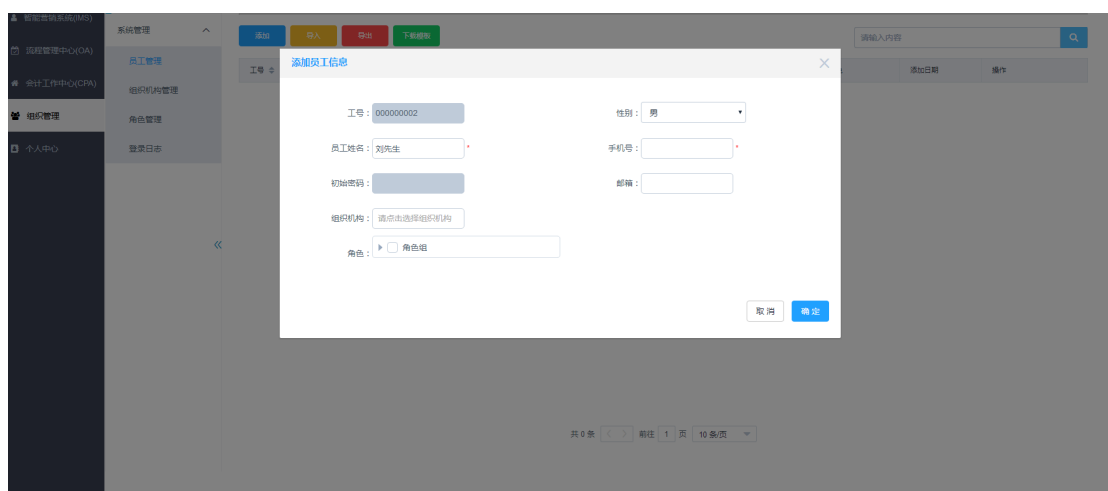 智能营销系统(IMS)
流程管理中心(OA)
会计工作中心(CPA)
组织管理
个人中心
系统管理
员工管理
组织机构管理
角色管理
登录日志
添加
导入
导出
下载模板
请输入内容
工号
添加日期
操作
添加员工信息
工号： 000000002
性别： 男
员工姓名： 刘先生 *
手机号： *
初始密码：
邮箱：
组织机构： 请点击选择组织机构
角色： 角色组
取 消
确 定
共 0 条 前往 1 页 10 条/页